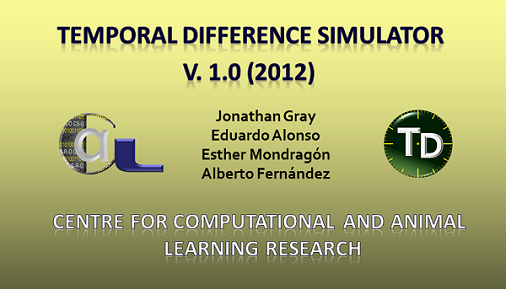 TEMPORAL DIFFERENCE SIMULATOR
V. 1.0 (2012)
Jonathan Gray
Eduardo Alonso
Esther Mondragón
Alberto Fernández
aL
T·D
CENTRE FOR COMPUTATIONAL AND ANIMAL
LEARNING RESEARCH